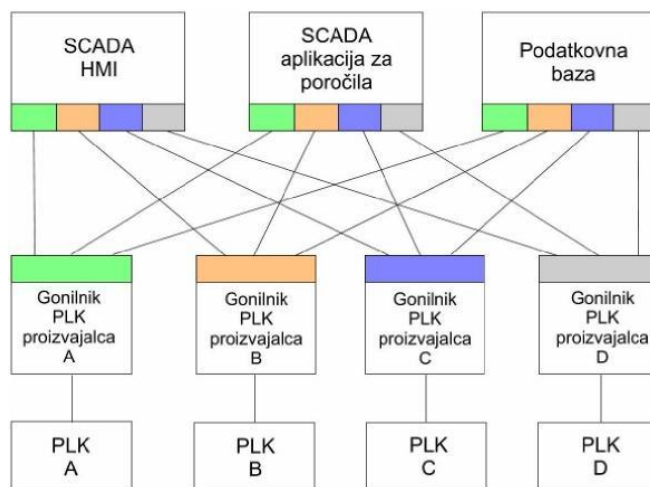 SCADA
HMI
SCADA
aplikacija za
poročila
Podatkovna
baza
Gonilnik
PLK
proizvajalca
A
Gonilnik
PLK
proizvajalca
B
Gonilnik
PLK
proizvajalca
C
Gonilnik
PLK
proizvajalca
D
PLK
A
PLK
B
PLK
C
PLK
D